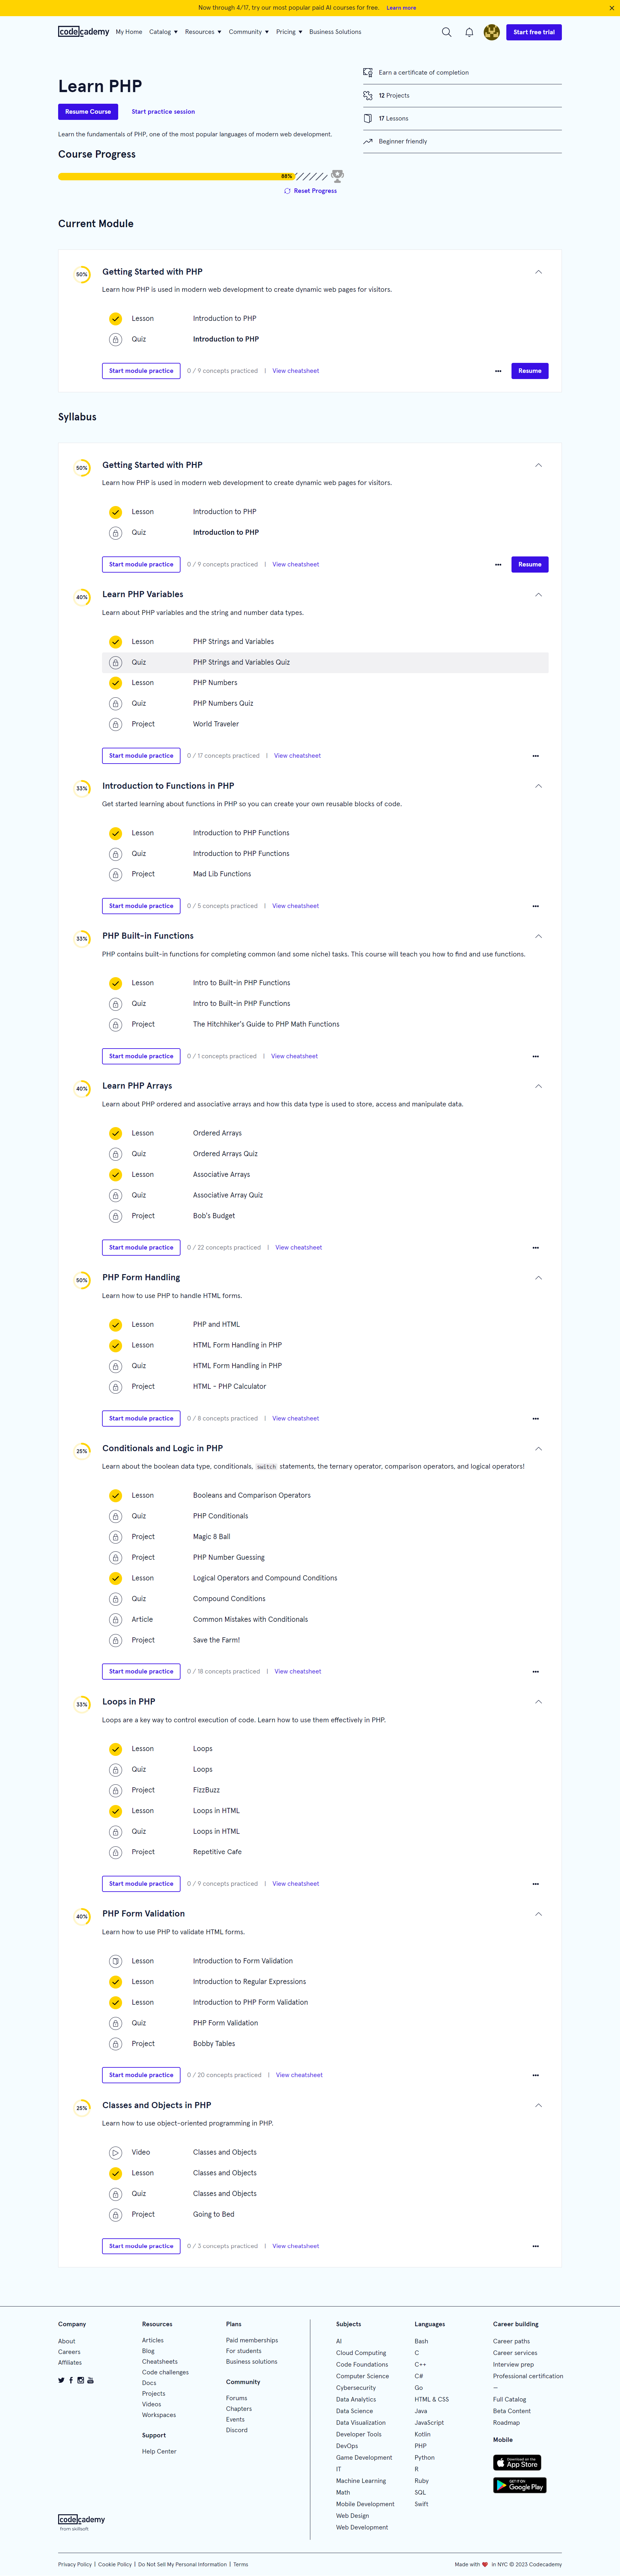 Now through 4/17, try our most popular paid AI courses for free. Learn more
codecademy My Home Catalog Resources Community Pricing Business Solutions Start free trial
Learn PHP
Resume Course Start practice session
Learn the fundamentals of PHP, one of the most popular languages of modern web development.
Earn a certificate of completion
12 Projects
17 Lessons
Beginner friendly
Course Progress
88%
Reset Progress
Current Module
50% Getting Started with PHP
Learn how PHP is used in modern web development to create dynamic web pages for visitors.
Lesson Introduction to PHP
Quiz Introduction to PHP
Start module practice 0 / 9 concepts practiced | View cheatsheet ••• Resume
Syllabus
50% Getting Started with PHP
Learn how PHP is used in modern web development to create dynamic web pages for visitors.
Lesson Introduction to PHP
Quiz Introduction to PHP
Start module practice 0 / 9 concepts practiced | View cheatsheet ••• Resume
40% Learn PHP Variables
Learn about PHP variables and the string and number data types.
Lesson PHP Strings and Variables
Quiz PHP Strings and Variables Quiz
Lesson PHP Numbers
Quiz PHP Numbers Quiz
Project World Traveler
Start module practice 0 / 17 concepts practiced | View cheatsheet •••
33% Introduction to Functions in PHP
Get started learning about functions in PHP so you can create your own reusable blocks of code.
Lesson Introduction to PHP Functions
Quiz Introduction to PHP Functions
Project Mad Lib Functions
Start module practice 0 / 5 concepts practiced | View cheatsheet •••
33% PHP Built-in Functions
PHP contains built-in functions for completing common (and some niche) tasks. This course will teach you how to find and use functions.
Lesson Intro to Built-in PHP Functions
Quiz Intro to Built-in PHP Functions
Project The Hitchhiker's Guide to PHP Math Functions
Start module practice 0 / 1 concepts practiced | View cheatsheet •••
40% Learn PHP Arrays
Learn about PHP ordered and associative arrays and how this data type is used to store, access and manipulate data.
Lesson Ordered Arrays
Quiz Ordered Arrays Quiz
Lesson Associative Arrays
Quiz Associative Array Quiz
Project Bob's Budget
Start module practice 0 / 22 concepts practiced | View cheatsheet •••
50% PHP Form Handling
Learn how to use PHP to handle HTML forms.
Lesson PHP and HTML
Lesson HTML Form Handling in PHP
Quiz HTML Form Handling in PHP
Project HTML - PHP Calculator
Start module practice 0 / 8 concepts practiced | View cheatsheet •••
25% Conditionals and Logic in PHP
Learn about the boolean data type, conditionals, switch statements, the ternary operator, comparison operators, and logical operators!
Lesson Booleans and Comparison Operators
Quiz PHP Conditionals
Project Magic 8 Ball
Project PHP Number Guessing
Lesson Logical Operators and Compound Conditions
Quiz Compound Conditions
Article Common Mistakes with Conditionals
Project Save the Farm!
Start module practice 0 / 18 concepts practiced | View cheatsheet •••
33% Loops in PHP
Loops are a key way to control execution of code. Learn how to use them effectively in PHP.
Lesson Loops
Quiz Loops
Project FizzBuzz
Lesson Loops in HTML
Quiz Loops in HTML
Project Repetitive Cafe
Start module practice 0 / 9 concepts practiced | View cheatsheet •••
40% PHP Form Validation
Learn how to use PHP to validate HTML forms.
Lesson Introduction to Form Validation
Lesson Introduction to Regular Expressions
Lesson Introduction to PHP Form Validation
Quiz PHP Form Validation
Project Bobby Tables
Start module practice 0 / 20 concepts practiced | View cheatsheet •••
25% Classes and Objects in PHP
Learn how to use object-oriented programming in PHP.
Video Classes and Objects
Lesson Classes and Objects
Quiz Classes and Objects
Project Going to Bed
Start module practice 0 / 3 concepts practiced | View cheatsheet •••
Company
About
Careers
Affiliates
Resources
Articles
Blog
Cheatsheets
Code challenges
Docs
Projects
Videos
Workspaces
Support
Help Center
Plans
Paid memberships
For students
Business solutions
Community
Forums
Chapters
Events
Discord
Subjects
AI
Cloud Computing
Code Foundations
Computer Science
Cybersecurity
Data Analytics
Data Science
Data Visualization
Developer Tools
DevOps
Game Development
IT
Machine Learning
Math
Mobile Development
Web Design
Web Development
Languages
Bash
C
C++
C#
Go
HTML & CSS
Java
JavaScript
Kotlin
PHP
Python
R
Ruby
SQL
Swift
Career building
Career paths
Career services
Interview prep
Professional certification
—
Full Catalog
Beta Content
Roadmap
Mobile
Download on the App Store
GET IT ON Google Play
codecademy
from skillsoft
Privacy Policy | Cookie Policy | Do Not Sell My Personal Information | Terms
Made with ❤ in NYC © 2023 Codecademy